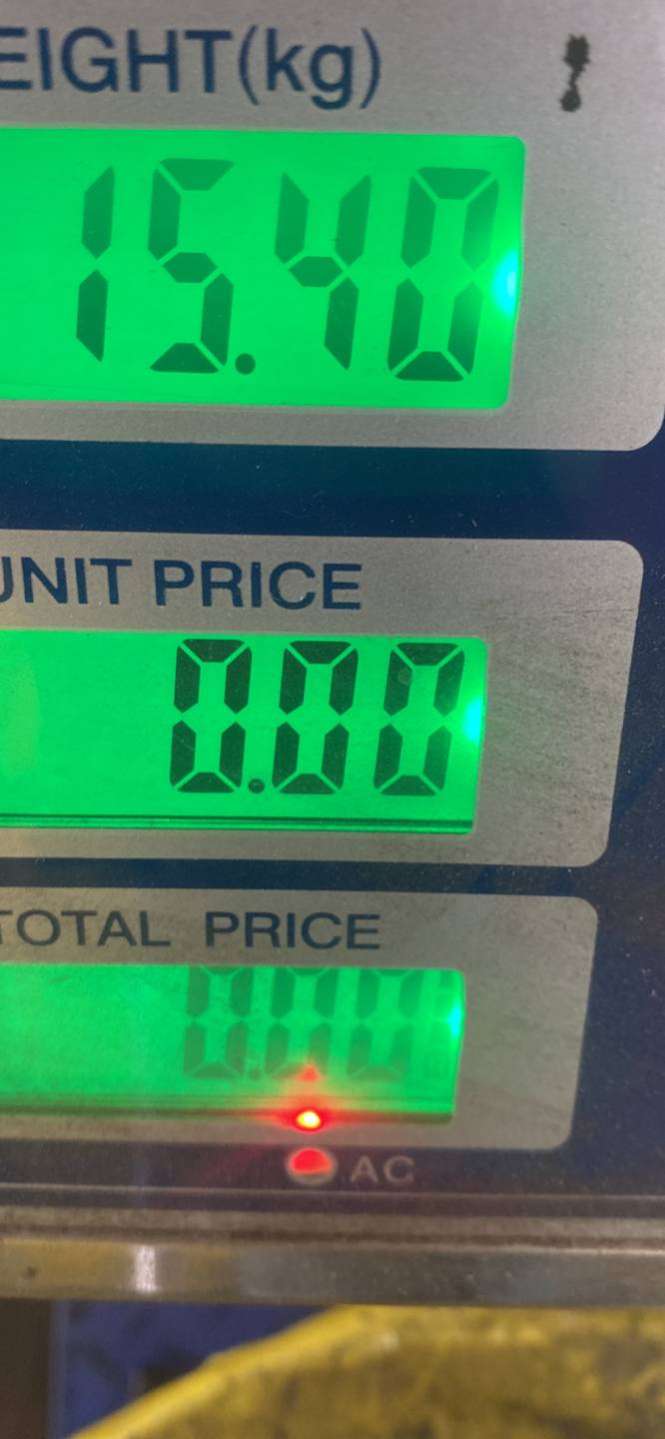 EIGHT(kg)
15.40
UNIT PRICE
0.00
TOTAL PRICE
0.00
AC